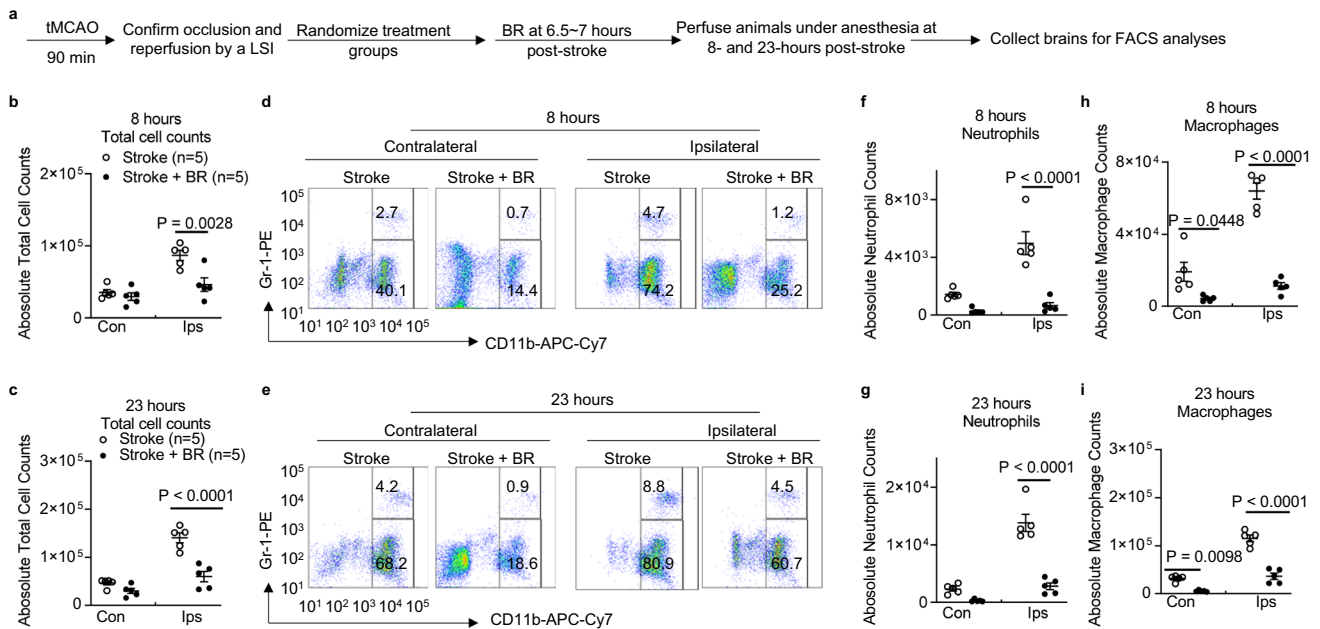 a
tMCAO
90 min
Confirm occlusion and
reperfusion by a LSI
Randomize treatment
groups
BR at 6.5~7 hours
post-stroke
Perfuse animals under anesthesia at
8- and 23-hours post-stroke
Collect brains for FACS analyses
b
8 hours
Total cell counts
Stroke (n=5)
Stroke + BR (n=5)
Absolute Total Cell Counts
2×10⁵
1×10⁵
0
P = 0.0028
Con
Ips
d
8 hours
Contralateral
Ipsilateral
Stroke
Stroke + BR
Stroke
Stroke + BR
Gr-1-PE
10⁵
10⁴
10³
10²
10¹
2.7
40.1
0.7
14.4
4.7
74.2
1.2
25.2
10¹ 10² 10³ 10⁴ 10⁵
CD11b-APC-Cy7
f
8 hours
Neutrophils
Absolute Neutrophil Counts
8×10³
4×10³
0
P < 0.0001
Con
Ips
h
8 hours
Macrophages
Absolute Macrophage Counts
8×10⁴
4×10⁴
0
P = 0.0448
P < 0.0001
Con
Ips
c
23 hours
Total cell counts
Stroke (n=5)
Stroke + BR (n=5)
Absolute Total Cell Counts
3×10⁵
2×10⁵
1×10⁵
0
P < 0.0001
Con
Ips
e
23 hours
Contralateral
Ipsilateral
Stroke
Stroke + BR
Stroke
Stroke + BR
Gr-1-PE
10⁵
10⁴
10³
10²
10¹
4.2
68.2
0.9
18.6
8.8
80.9
4.5
60.7
10¹ 10² 10³ 10⁴ 10⁵
CD11b-APC-Cy7
g
23 hours
Neutrophils
Absolute Neutrophil Counts
2×10⁴
1×10⁴
0
P < 0.0001
Con
Ips
i
23 hours
Macrophages
Absolute Macrophage Counts
3×10⁵
2×10⁵
1×10⁵
0
P = 0.0098
P < 0.0001
Con
Ips